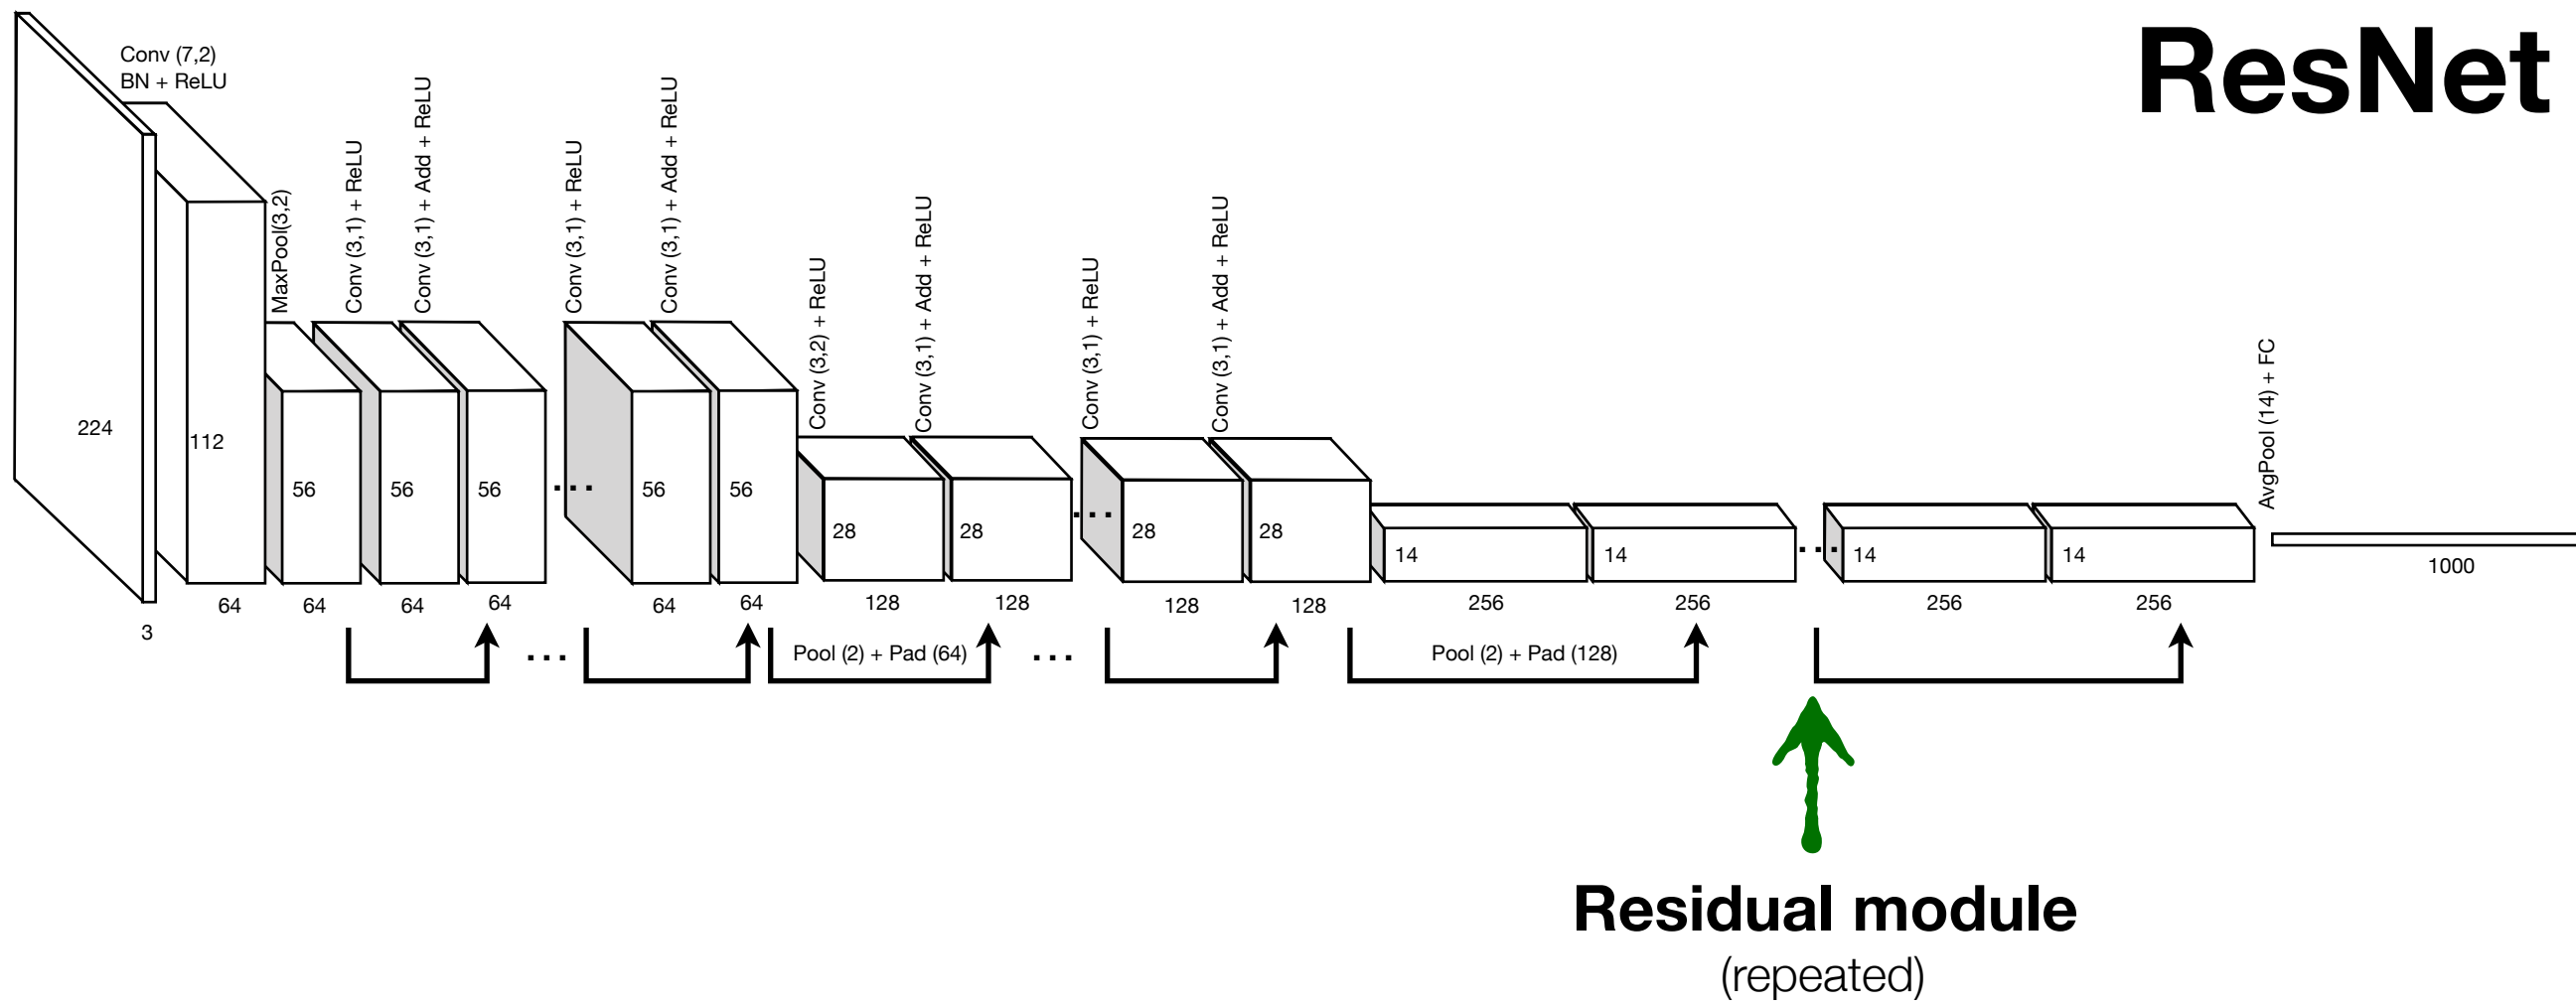 ResNet
Conv (7,2)
BN + ReLU
MaxPool(3,2)
Conv (3,1) + ReLU
Conv (3,1) + Add + ReLU
Conv (3,1) + ReLU
Conv (3,1) + Add + ReLU
Conv (3,2) + ReLU
Conv (3,1) + Add + ReLU
Conv (3,1) + ReLU
Conv (3,1) + Add + ReLU
AvgPool (14) + FC
224
112
56
56
56
...
56
56
28
28
...
28
28
14
14
...
14
14
3
64
64
64
64
64
64
128
128
128
128
256
256
256
256
1000
...
Pool (2) + Pad (64)
...
Pool (2) + Pad (128)
Residual module
(repeated)